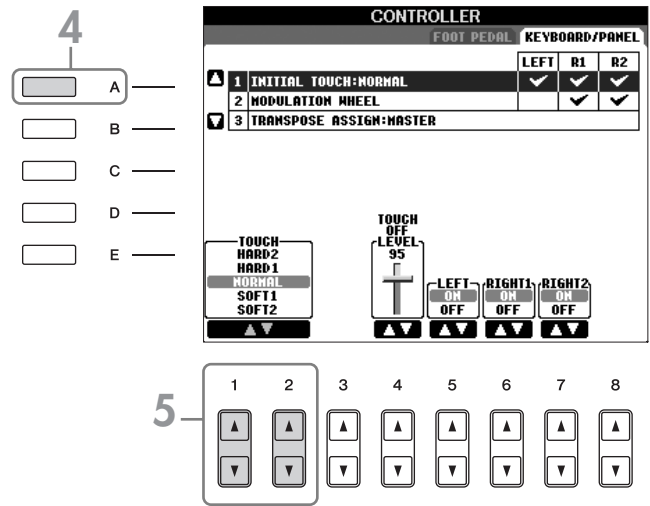 4
CONTROLLER
FOOT PEDAL KEYBOARD/PANEL
LEFT R1 R2
A
1 INITIAL TOUCH:NORMAL
B
2 MODULATION WHEEL
3 TRANSPOSE ASSIGN:MASTER
C
D
E
TOUCH
HARD2
HARD1
NORMAL
SOFT1
SOFT2
TOUCH
OFF
LEVEL
95
LEFT
ON
OFF
RIGHT1
ON
OFF
RIGHT2
ON
OFF
5
1 2 3 4 5 6 7 8